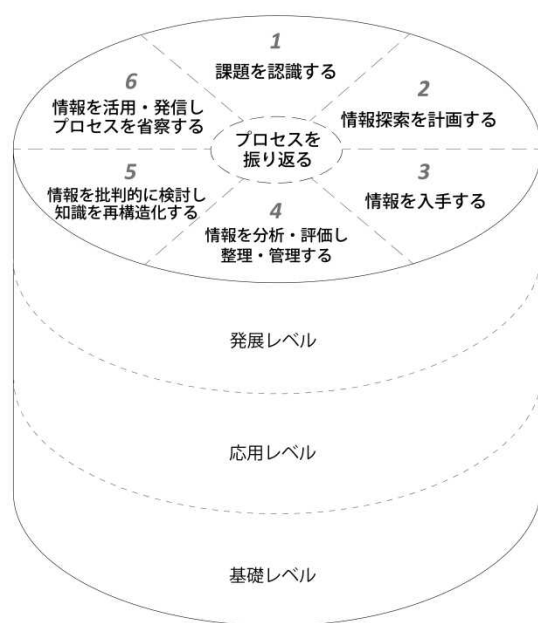 1
課題を認識する
2
情報探索を計画する
3
情報を入手する
4
情報を分析・評価し
整理・管理する
5
情報を批判的に検討し
知識を再構造化する
6
情報を活用・発信し
プロセスを省察する
プロセスを
振り返る
発展レベル
応用レベル
基礎レベル